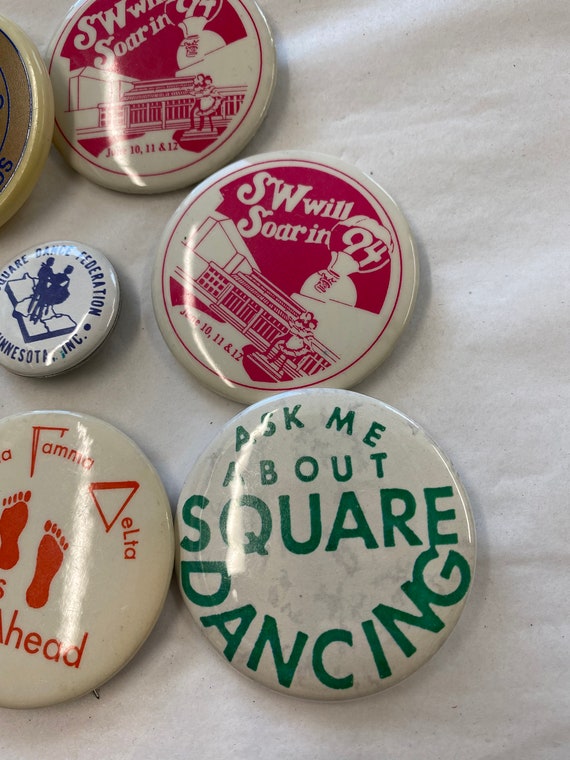 SW will
Soar in 94
June 10, 11 & 12
SW will
Soar in 94
June 10, 11 & 12
SQUARE DANCE FEDERATION
MINNESOTA, INC.
Gamma
DeLta
Ahead
ASK ME
ABOUT
SQUARE
DANCING